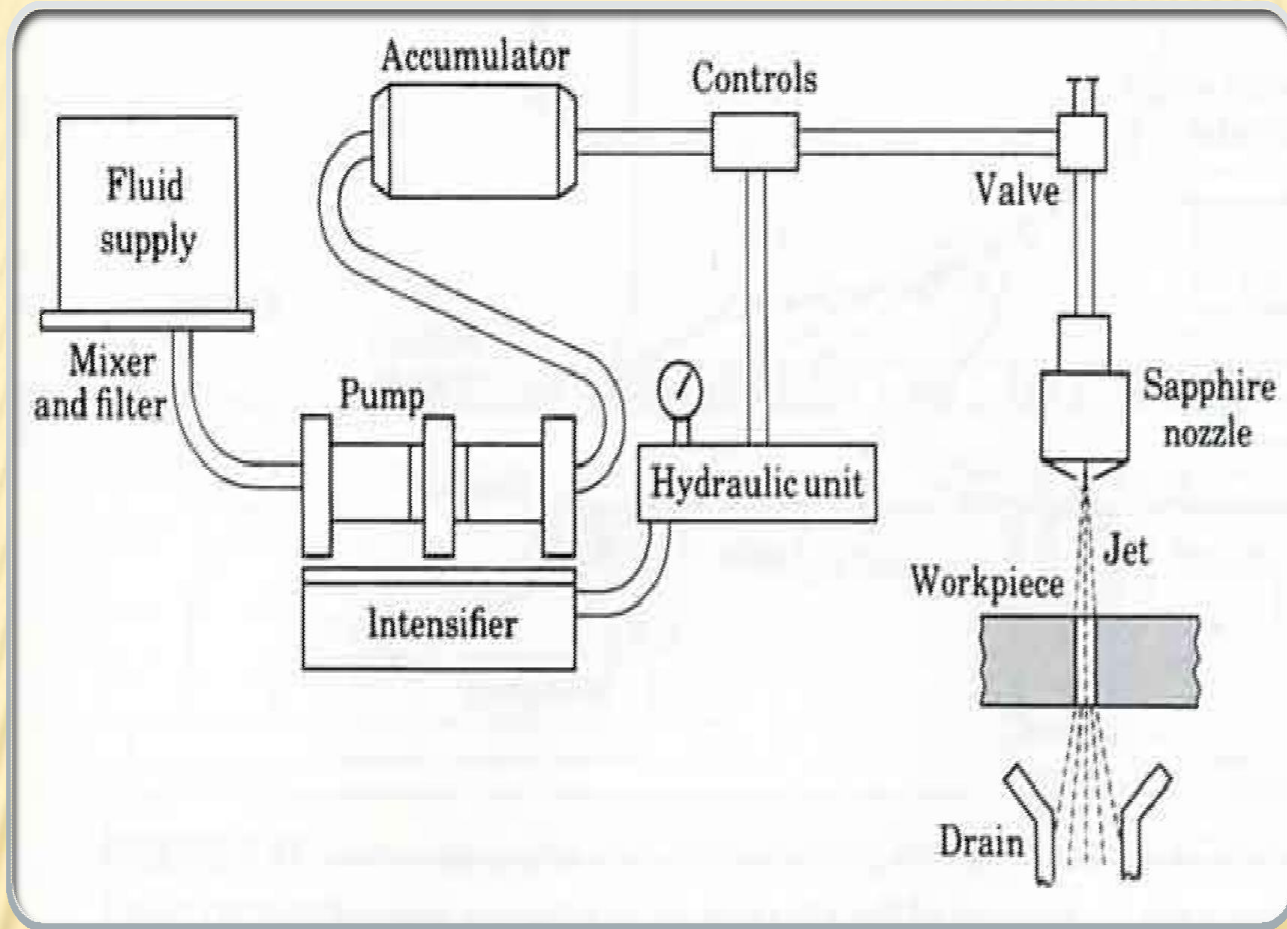 Accumulator
Controls
Fluid
supply
Valve
Mixer
and filter
Pump
Sapphire
nozzle
Hydraulic unit
Jet
Workpiece
Intensifier
Drain